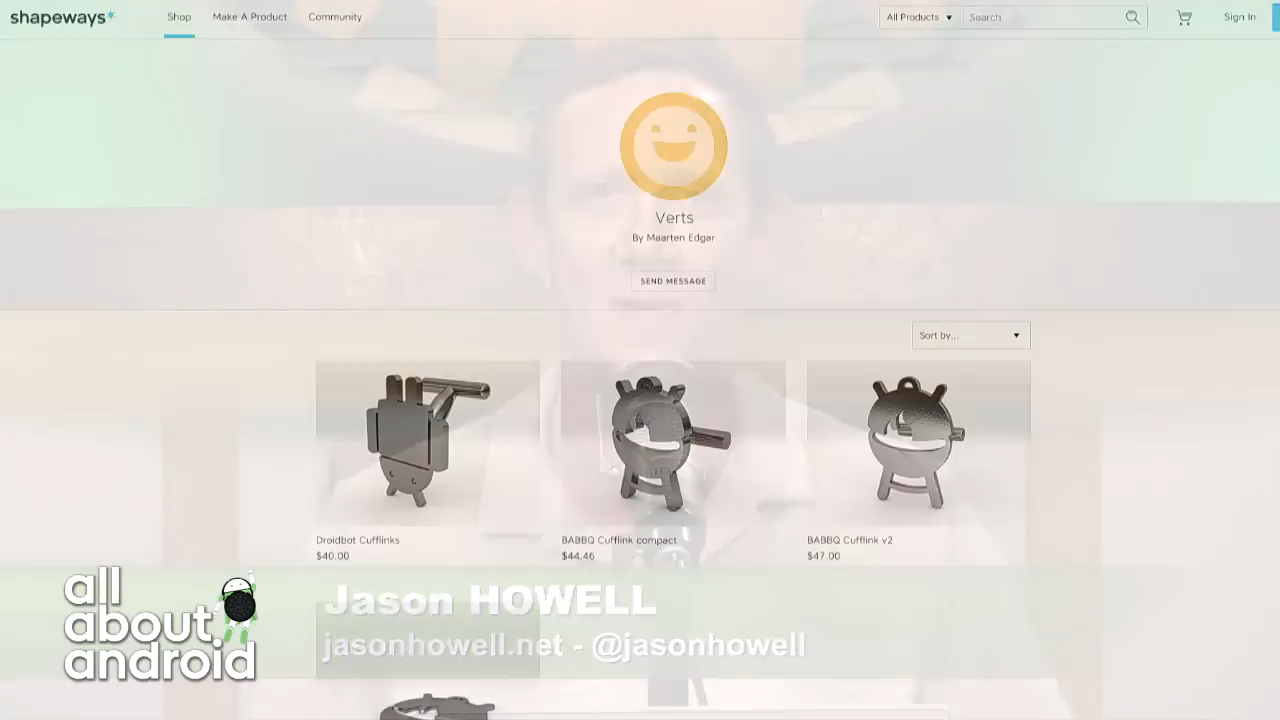 shapeways* Shop Make A Product Community All Products Search Sign In
Verts
By Maarten Edgar
SEND MESSAGE
Sort by...
Droidbot Cufflinks
$40.00
BABBQ Cufflink compact
$44.46
BABBQ Cufflink v2
$47.00
all
about
android
Jason HOWELL
jasonhowell.net - @jasonhowell